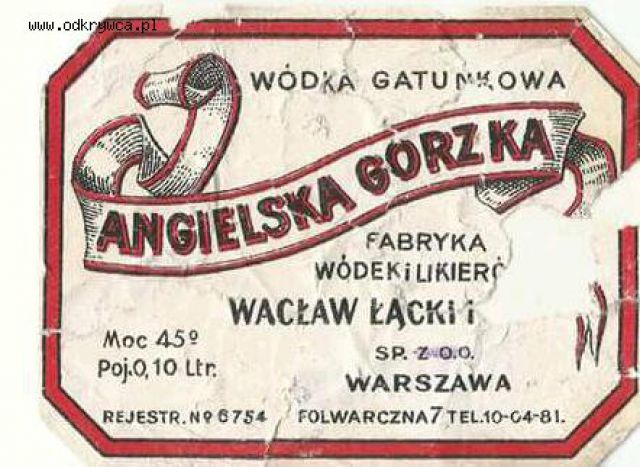 www.odkrywca.pl
WÓDKA GATUNKOWA
ANGIELSKA GORZKA
FABRYKA
WÓDEK i LIKIERÓ
WACŁAW ŁĄCKI i
SP. Z O.O.
WARSZAWA
Moc 45º
Poj. 0,10 Ltr.
REJESTR. Nº 6754 FOLWARCZNA 7 TEL. 10-04-81.